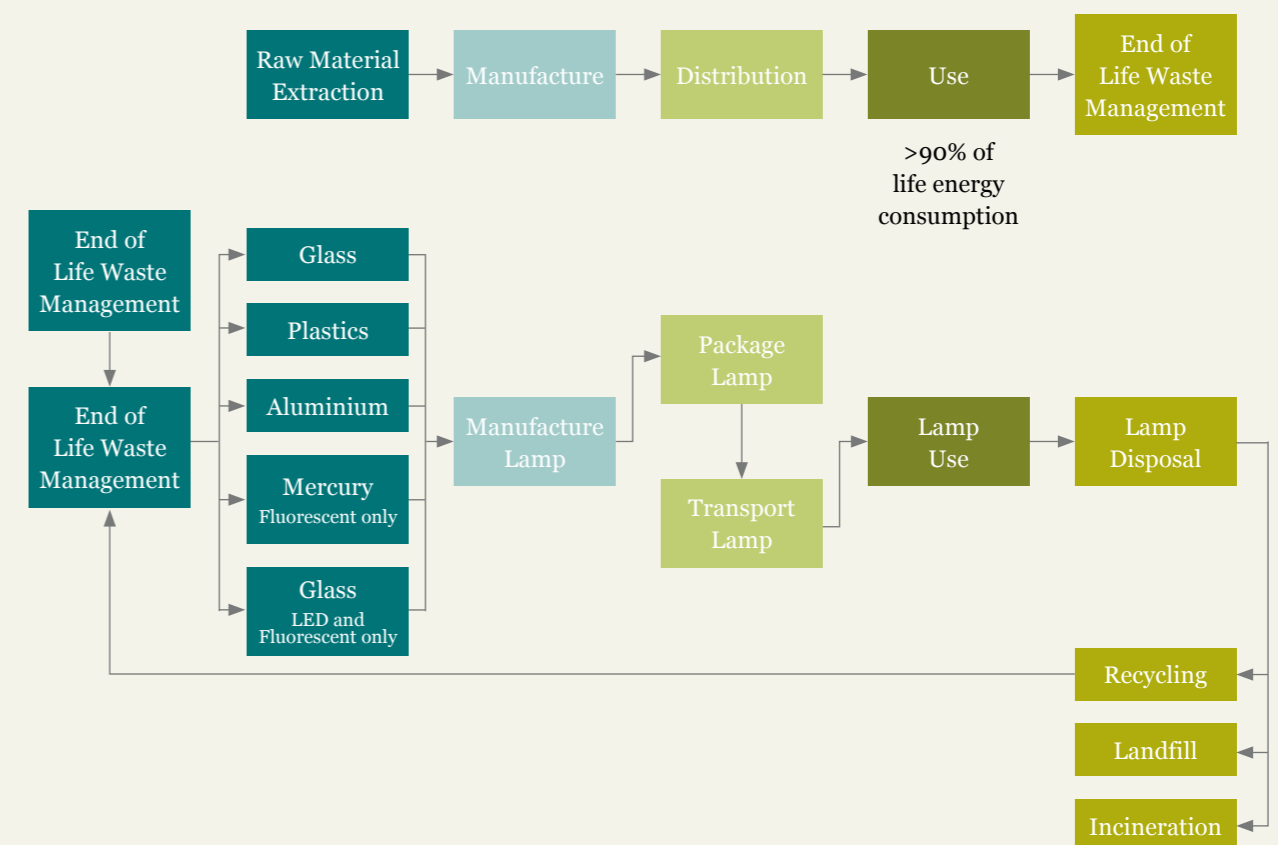 Raw Material
Extraction
Manufacture
Distribution
Use
End of
Life Waste
Management
>90% of
life energy
consumption
End of
Life Waste
Management
End of
Life Waste
Management
Glass
Plastics
Aluminium
Mercury
Fluorescent only
Glass
LED and
Fluorescent only
Manufacture
Lamp
Package
Lamp
Transport
Lamp
Lamp
Use
Lamp
Disposal
Recycling
Landfill
Incineration